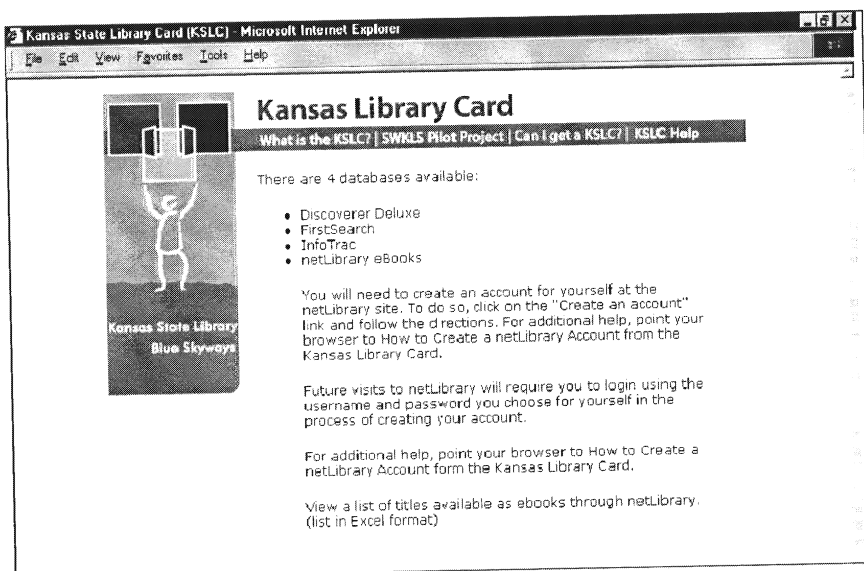 Kansas State Library Card (KSLC) - Microsoft Internet Explorer
File Edit View Favorites Tools Help
Kansas Library Card
What is the KSLC? | SWKLS Pilot Project | Can I get a KSLC? | KSLC Help
There are 4 databases available:
• Discoverer Deluxe
• FirstSearch
• InfoTrac
• netLibrary eBooks
You will need to create an account for yourself at the
netLibrary site. To do so, click on the "Create an account"
link and follow the directions. For additional help, point your
browser to How to Create a netLibrary Account from the
Kansas Library Card.
Future visits to netLibrary will require you to login using the
username and password you choose for yourself in the
process of creating your account.
For additional help, point your browser to How to Create a
netLibrary Account form the Kansas Library Card.
View a list of titles available as ebooks through netLibrary.
(list in Excel format)
Kansas State Library
Blue Skyways